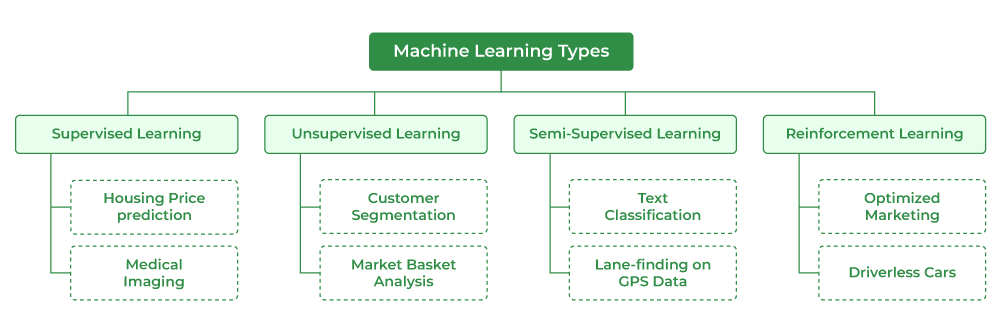 Machine Learning Types
Supervised Learning
Housing Price
prediction
Medical
Imaging
Unsupervised Learning
Customer
Segmentation
Market Basket
Analysis
Semi-Supervised Learning
Text
Classification
Lane-finding on
GPS Data
Reinforcement Learning
Optimized
Marketing
Driverless Cars